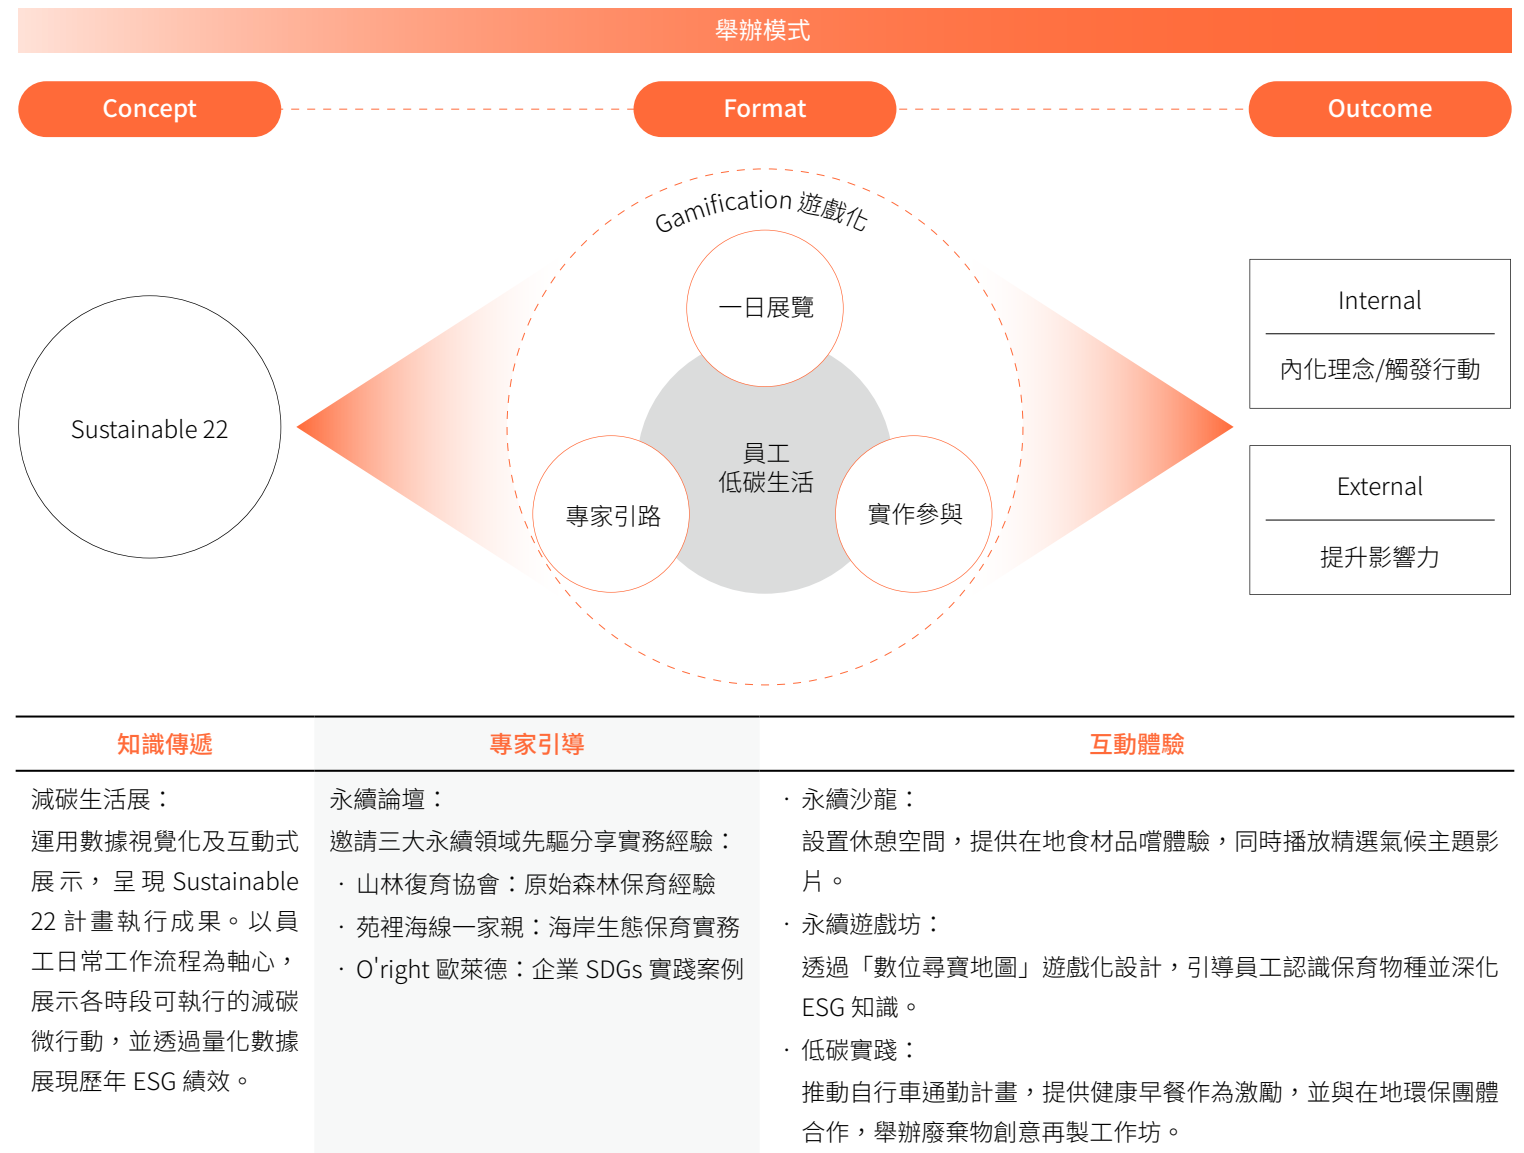 舉辦模式
Concept
Format
Outcome
Gamification 遊戲化
一日展覽
Sustainable 22
員工
低碳生活
專家引路
實作參與
Internal
內化理念/觸發行動
External
提升影響力
知識傳遞
減碳生活展：
運用數據視覺化及互動式
展示，呈現 Sustainable
22 計畫執行成果。以員
工日常工作流程為軸心，
展示各時段可執行的減碳
微行動，並透過量化數據
展現歷年 ESG 績效。
專家引導
永續論壇：
邀請三大永續領域先驅分享實務經驗：
· 山林復育協會：原始森林保育經驗
· 苑裡海線一家親：海岸生態保育實務
· O'right 歐萊德：企業 SDGs 實踐案例
互動體驗
· 永續沙龍：
設置休憩空間，提供在地食材品嚐體驗，同時播放精選氣候主題影
片。
· 永續遊戲坊：
透過「數位尋寶地圖」遊戲化設計，引導員工認識保育物種並深化
ESG 知識。
· 低碳實踐：
推動自行車通勤計畫，提供健康早餐作為激勵，並與在地環保團體
合作，舉辦廢棄物創意再製工作坊。